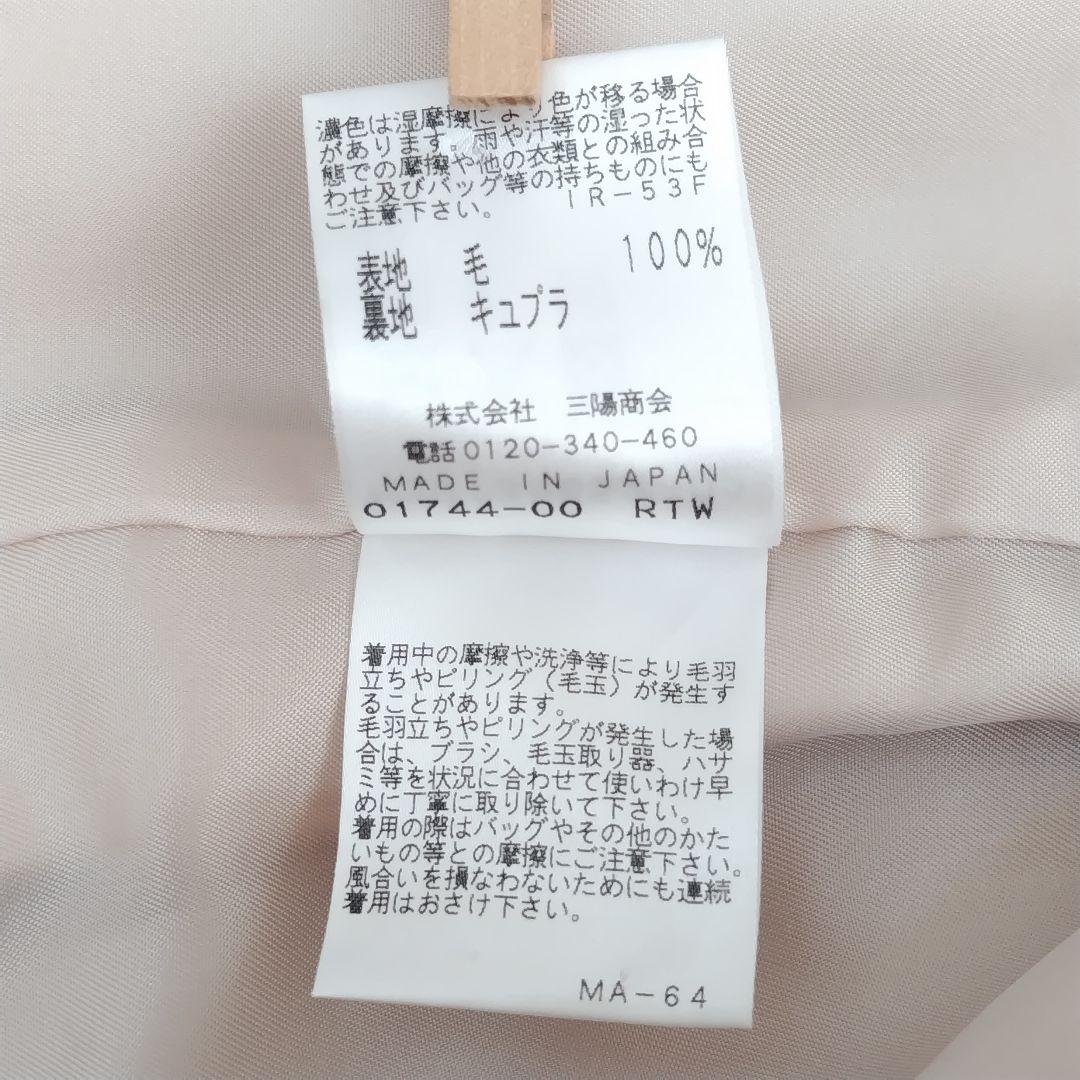 濃色は湿摩擦により色が移る場合
があります。雨や汗等の湿った状
態での摩擦や他の衣類との組み合
わせ及びバッグ等の持ちものにも
ご注意下さい。 IR-53F
表地 毛 100%
裏地 キュプラ
株式会社 三陽商会
電話0120-340-460
MADE IN JAPAN
01744-00 RTW
着用中の摩擦や洗浄等により毛羽
立ちやピリング(毛玉)が発生す
ることがあります。
毛羽立ちやピリングが発生した場
合は、ブラシ、毛玉取り器、ハサ
ミ等を状況に合わせて使いわけ早
めに丁寧に取り除いて下さい。
着用の際はバッグやその他のかた
いもの等との摩擦にご注意下さい。
風合いを損なわないためにも連続
着用はおさけ下さい。
MA-64